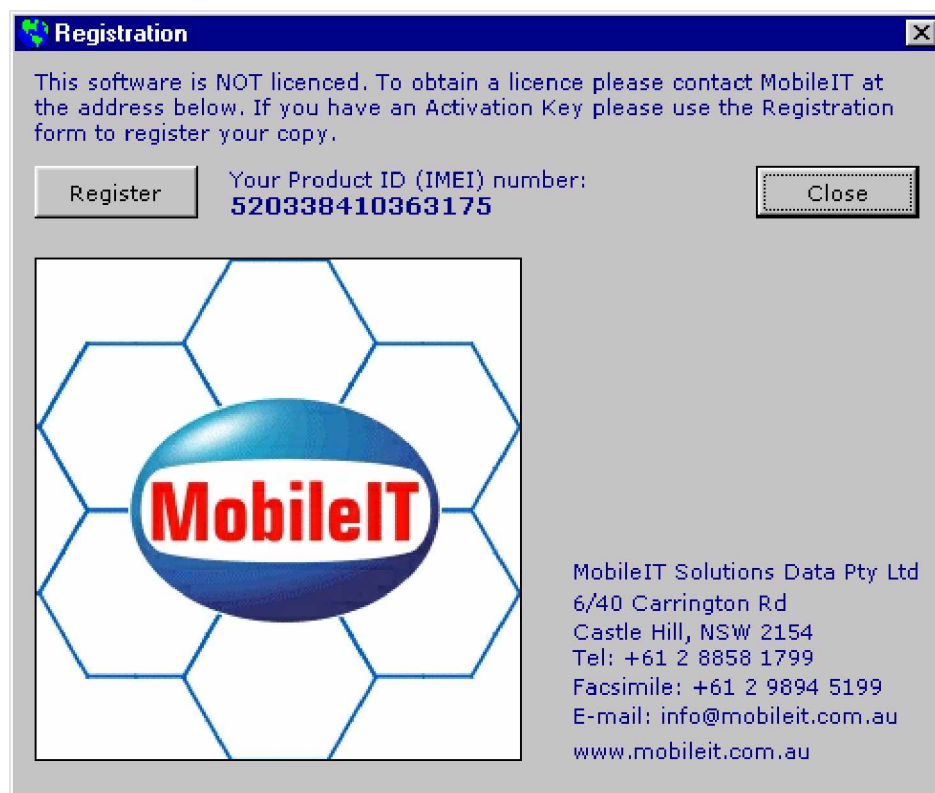 Registration
This software is NOT licenced. To obtain a licence please contact MobileIT at
the address below. If you have an Activation Key please use the Registration
form to register your copy.
Register
Your Product ID (IMEI) number:
520338410363175
Close
MobileIT
MobileIT Solutions Data Pty Ltd
6/40 Carrington Rd
Castle Hill, NSW 2154
Tel: +61 2 8858 1799
Facsimile: +61 2 9894 5199
E-mail: info@mobileit.com.au
www.mobileit.com.au